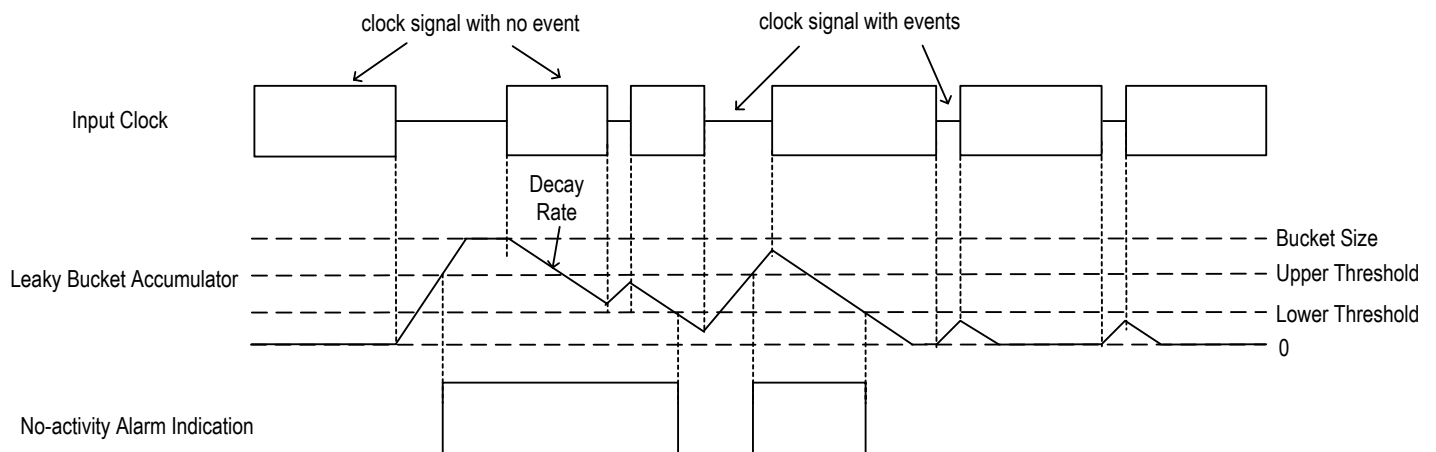 clock signal with no event
clock signal with events
Input Clock
Decay
Rate
Bucket Size
Leaky Bucket Accumulator
Upper Threshold
Lower Threshold
0
No-activity Alarm Indication